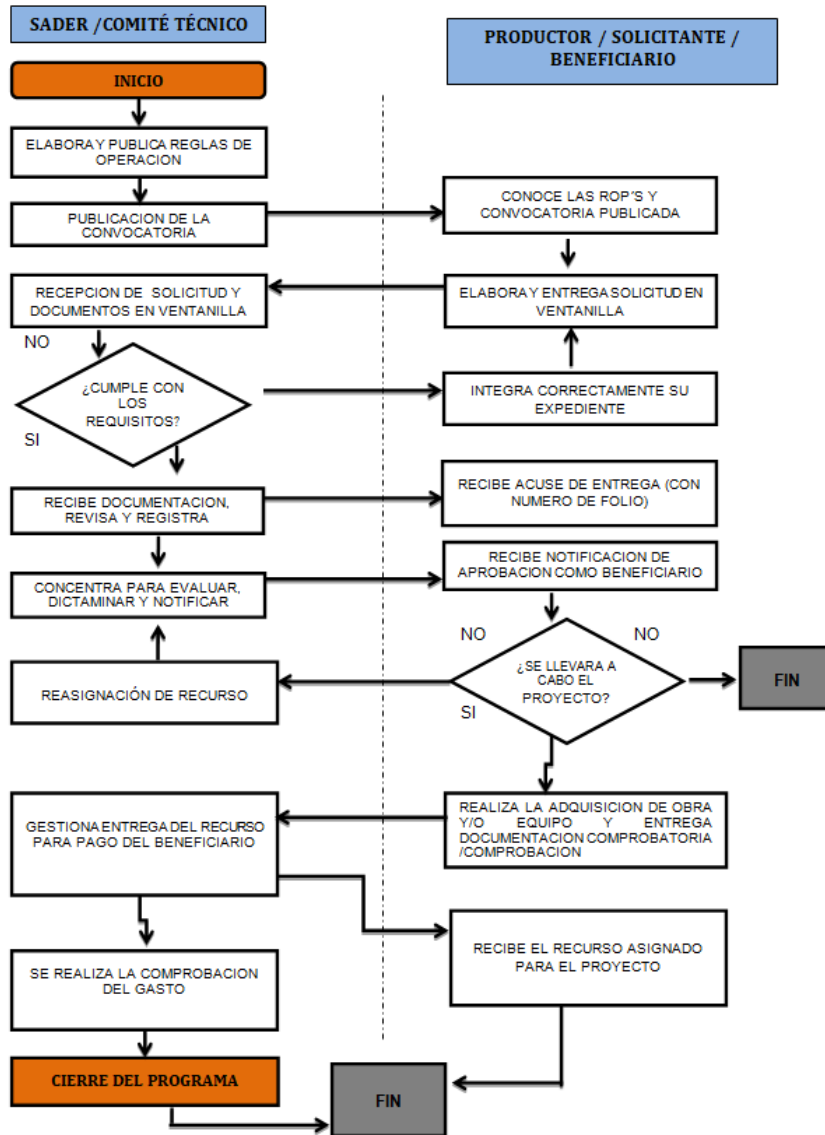 SADER /COMITÉ TÉCNICO
PRODUCTOR / SOLICITANTE /
BENEFICIARIO
INICIO
ELABORA Y PUBLICA REGLAS DE
OPERACION
PUBLICACION DE LA
CONVOCATORIA
CONOCE LAS ROP'S Y
CONVOCATORIA PUBLICADA
RECEPCION DE SOLICITUD Y
DOCUMENTOS EN VENTANILLA
ELABORA Y ENTREGA SOLICITUD EN
VENTANILLA
NO
¿CUMPLE CON
LOS
REQUISITOS?
SI
INTEGRA CORRECTAMENTE SU
EXPEDIENTE
RECIBE DOCUMENTACION,
REVISA Y REGISTRA
RECIBE ACUSE DE ENTREGA (CON
NUMERO DE FOLIO)
CONCENTRA PARA EVALUAR,
DICTAMINAR Y NOTIFICAR
RECIBE NOTIFICACION DE
APROBACION COMO BENEFICIARIO
NO
NO
¿SE LLEVARA A
CABO EL
PROYECTO?
SI
FIN
REASIGNACIÓN DE RECURSO
REALIZA LA ADQUISICION DE OBRA
Y/O EQUIPO Y ENTREGA
DOCUMENTACION COMPROBATORIA
/COMPROBACION
GESTIONA ENTREGA DEL RECURSO
PARA PAGO DEL BENEFICIARIO
RECIBE EL RECURSO ASIGNADO
PARA EL PROYECTO
SE REALIZA LA COMPROBACION
DEL GASTO
CIERRE DEL PROGRAMA
FIN